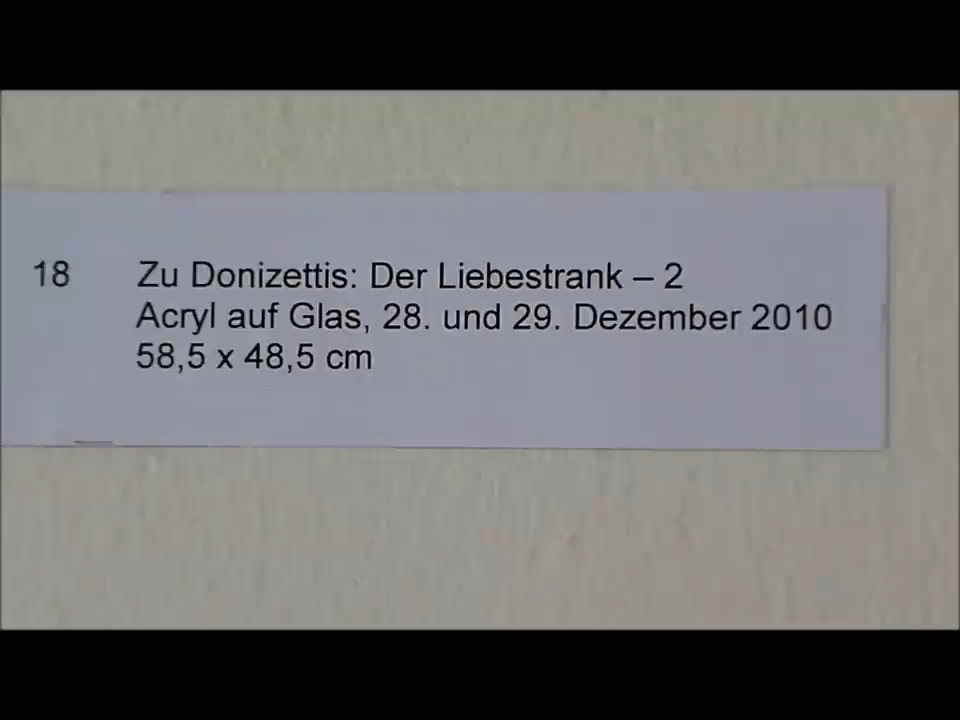 18 Zu Donizettis: Der Liebestrank – 2
Acryl auf Glas, 28. und 29. Dezember 2010
58,5 x 48,5 cm